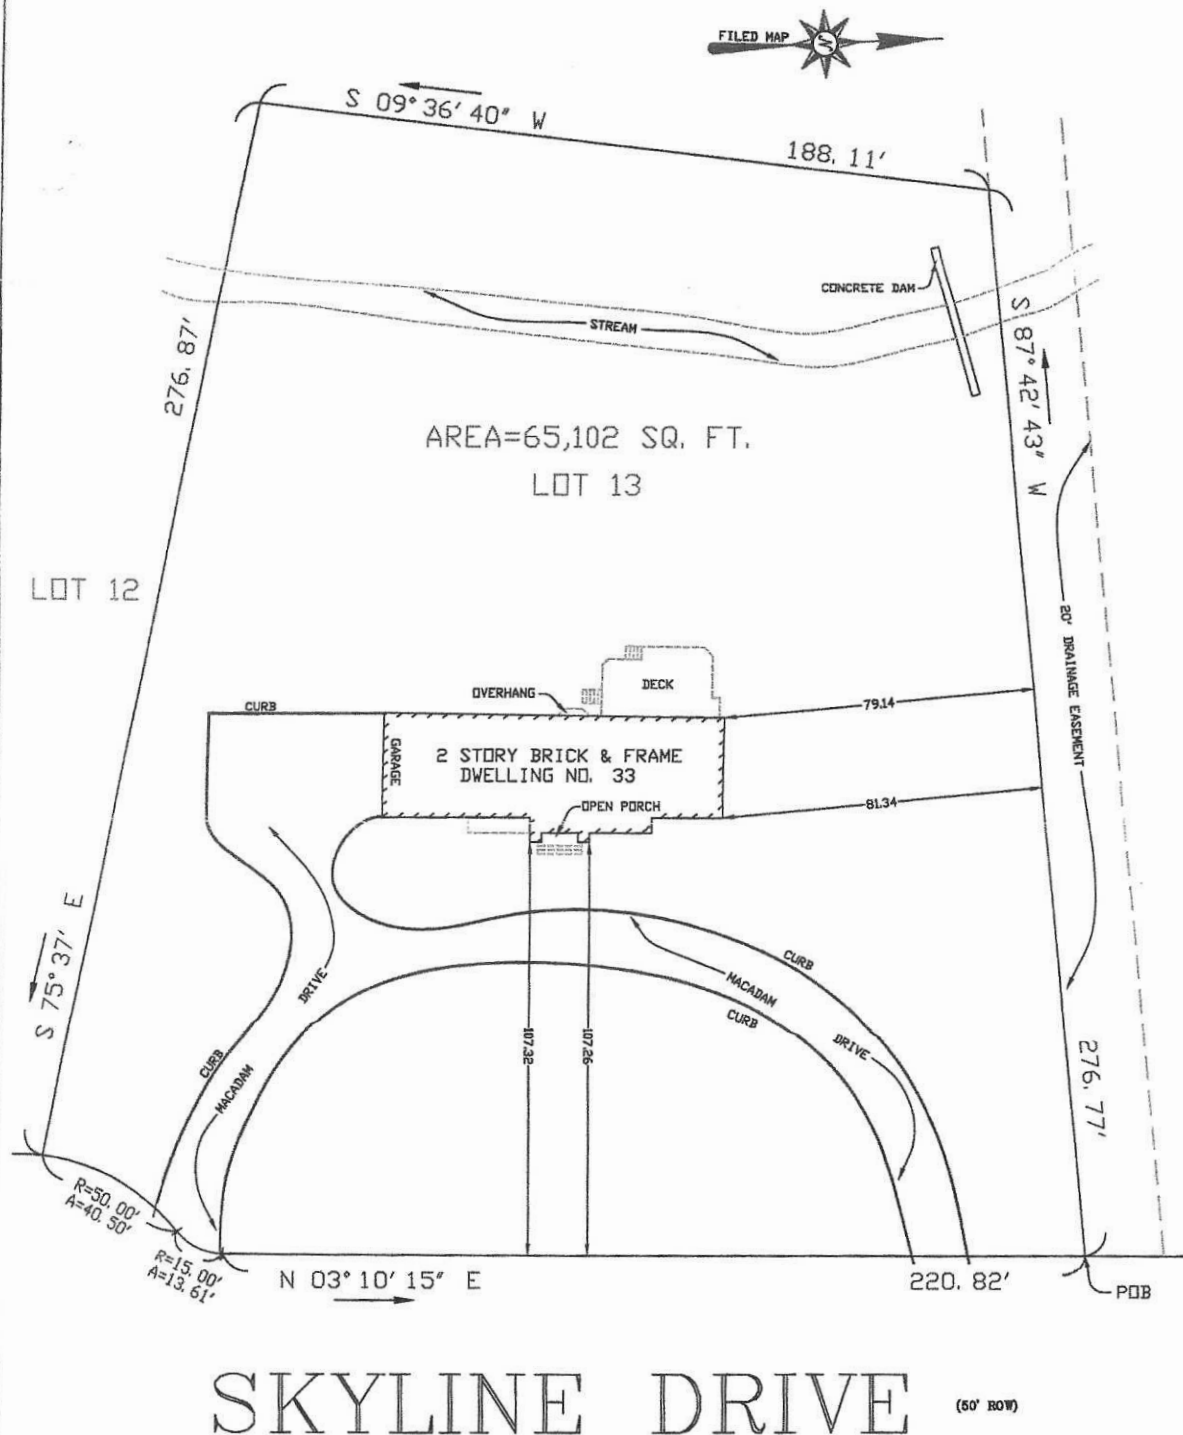 FILED MAP
N
S 09° 36' 40" W
188. 11'
CONCRETE DAM
STREAM
276. 87'
S 87° 42' 43" W
AREA=65,102 SQ. FT.
LOT 13
LOT 12
20' DRAINAGE EASEMENT
DECK
OVERHANG
CURB
79.14
GARAGE
2 STORY BRICK & FRAME
DWELLING NO. 33
OPEN PORCH
81.34
S 75° 37' E
DRIVE
CURB
MACADAM
CURB
MACADAM
CURB
DRIVE
107.32
107.26
276. 77'
R=50. 00'
A=40. 50'
R=15. 00'
A=13. 61'
N 03° 10' 15" E
220. 82'
POB
SKYLINE DRIVE (50' ROW)